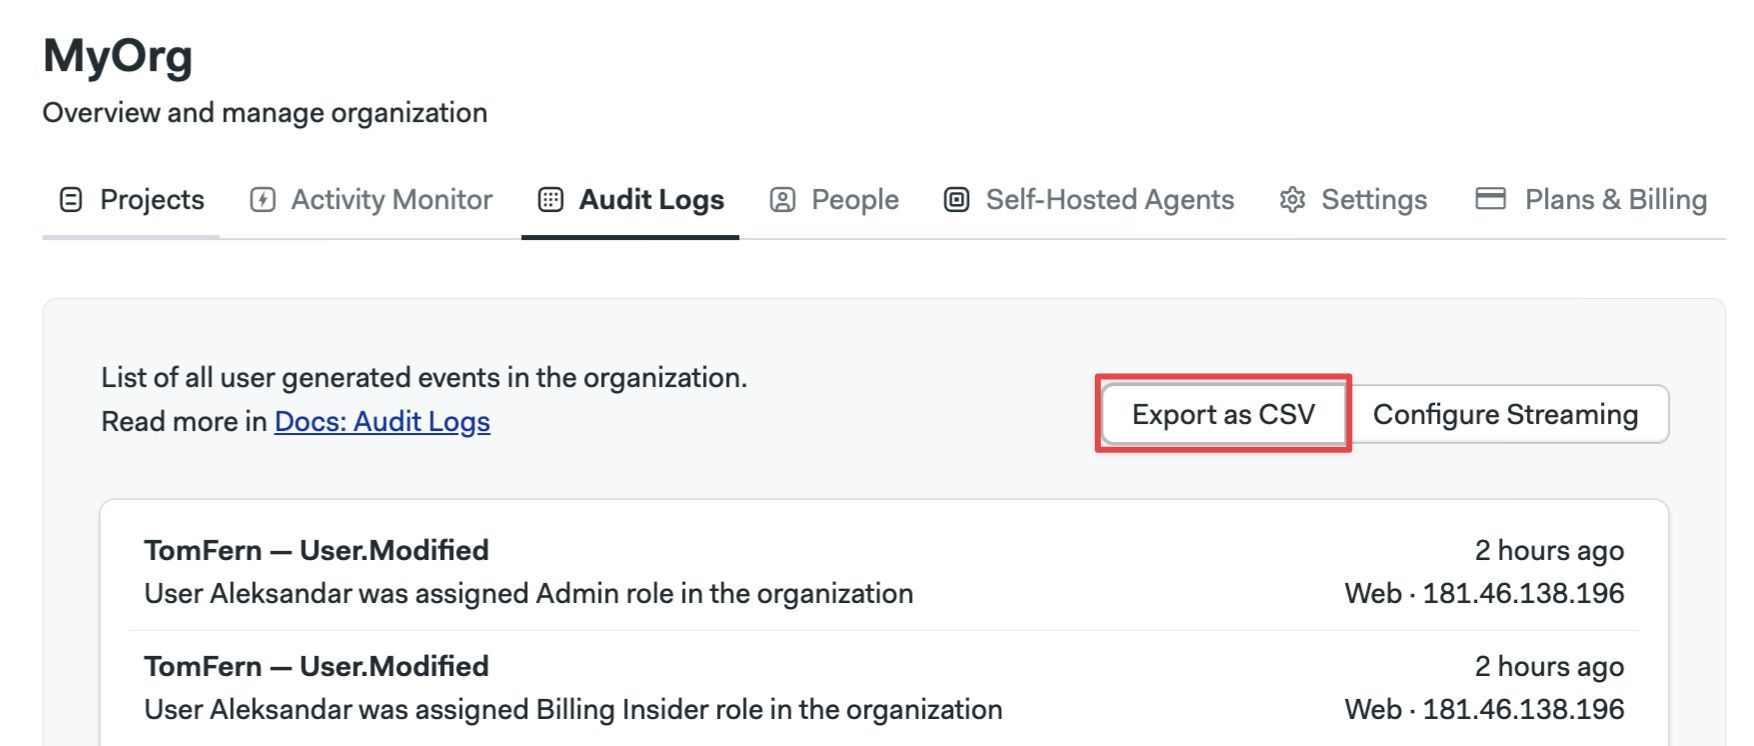 MyOrg
Overview and manage organization
Projects Activity Monitor Audit Logs People Self-Hosted Agents Settings Plans & Billing
List of all user generated events in the organization.
Read more in Docs: Audit Logs
Export as CSV Configure Streaming
TomFern — User.Modified 2 hours ago
User Aleksandar was assigned Admin role in the organization Web · 181.46.138.196
TomFern — User.Modified 2 hours ago
User Aleksandar was assigned Billing Insider role in the organization Web · 181.46.138.196